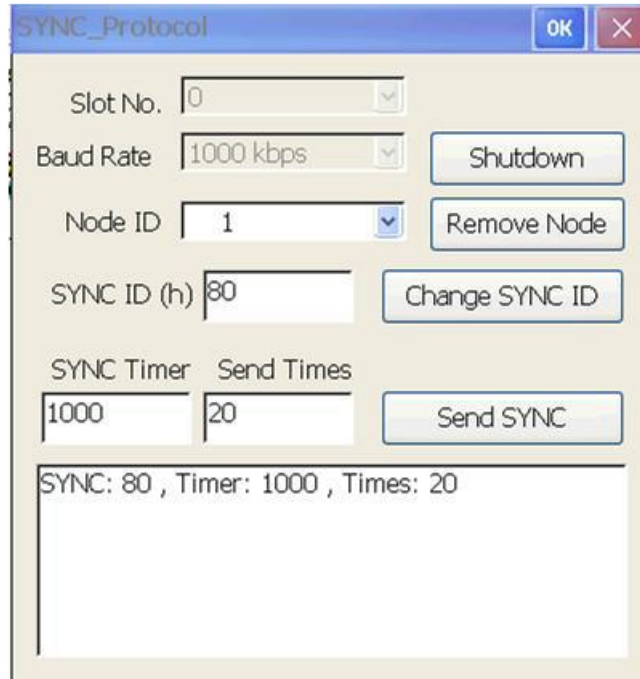 SYNC_Protocol OK
Slot No. 0
Baud Rate 1000 kbps Shutdown
Node ID 1 Remove Node
SYNC ID (h) 80 Change SYNC ID
SYNC Timer Send Times
1000 20 Send SYNC
SYNC: 80 , Timer: 1000 , Times: 20